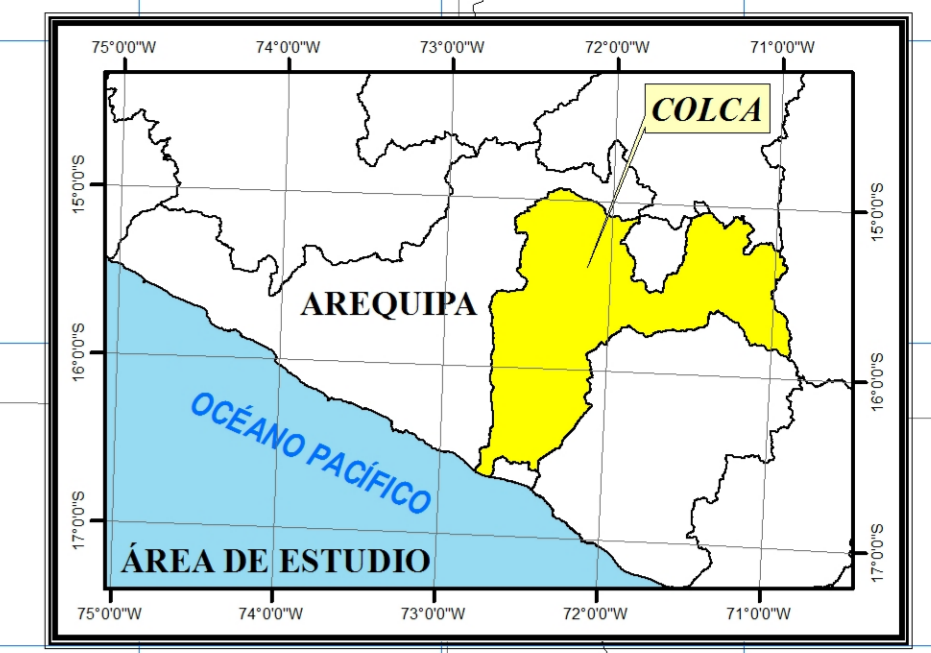 75°0'0"W 74°0'0"W 73°0'0"W 72°0'0"W 71°0'0"W
COLCA
15°0'0"S
15°0'0"S
AREQUIPA
16°0'0"S
16°0'0"S
OCÉANO PACÍFICO
17°0'0"S
17°0'0"S
ÁREA DE ESTUDIO
75°0'0"W 74°0'0"W 73°0'0"W 72°0'0"W 71°0'0"W